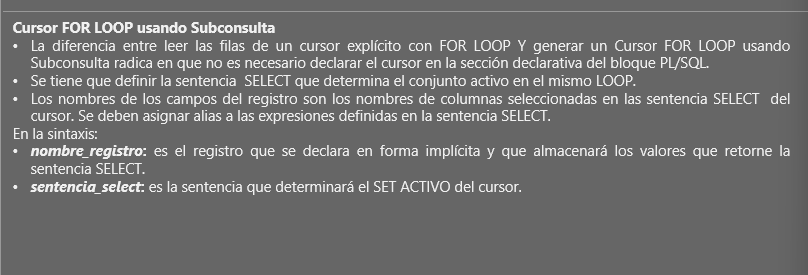 Cursor FOR LOOP usando Subconsulta
• La diferencia entre leer las filas de un cursor explícito con FOR LOOP Y generar un Cursor FOR LOOP usando
Subconsulta radica en que no es necesario declarar el cursor en la sección declarativa del bloque PL/SQL.
• Se tiene que definir la sentencia SELECT que determina el conjunto activo en el mismo LOOP.
• Los nombres de los campos del registro son los nombres de columnas seleccionadas en las sentencia SELECT del
cursor. Se deben asignar alias a las expresiones definidas en la sentencia SELECT.
En la sintaxis:
• nombre_registro: es el registro que se declara en forma implícita y que almacenará los valores que retorne la
sentencia SELECT.
• sentencia_select: es la sentencia que determinará el SET ACTIVO del cursor.